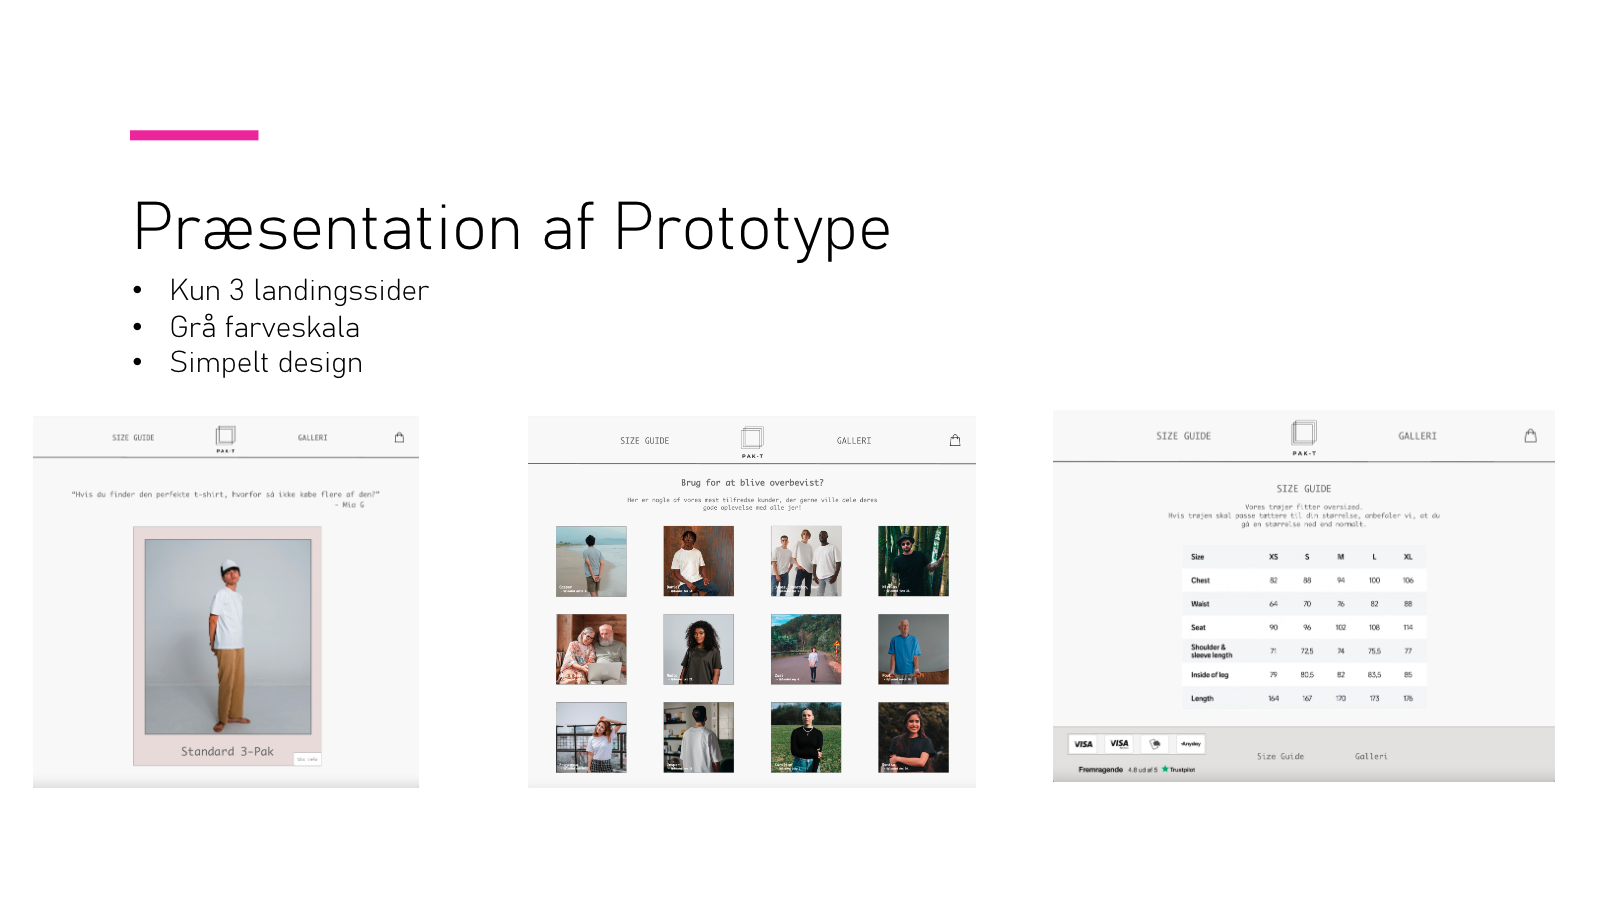 Præsentation af Prototype
• Kun 3 landingssider
• Grå farveskala
• Simpelt design
SIZE GUIDE
PAK-T
GALLERI
"Hvis du finder den perfekte t-shirt, hvorfor så ikke købe flere af den?"
- Mia G
Standard 3-Pak
SIZE GUIDE
PAK-T
GALLERI
Brug for at blive overbevist?
Her er nogle af vores mest tilfredse kunder, der gerne ville dele deres
gode oplevelse med alle jer!
SIZE GUIDE
PAK-T
GALLERI
SIZE GUIDE
Vores trøjer fitter oversized.
Hvis trøjen skal passe tættere til din størrelse, anbefaler vi, at du
gå en størrelse ned end normalt.
Size XS S M L XL
Chest 82 88 94 100 106
Waist 64 70 76 82 88
Seat 90 96 102 108 114
Shoulder &
sleeve length 71 72,5 74 75,5 77
Inside of leg 79 80,5 82 83,5 85
Length 164 167 170 173 176
VISA VISA Anyday
Size Guide Galleri
Fremragende 4.8 ud af 5 Trustpilot